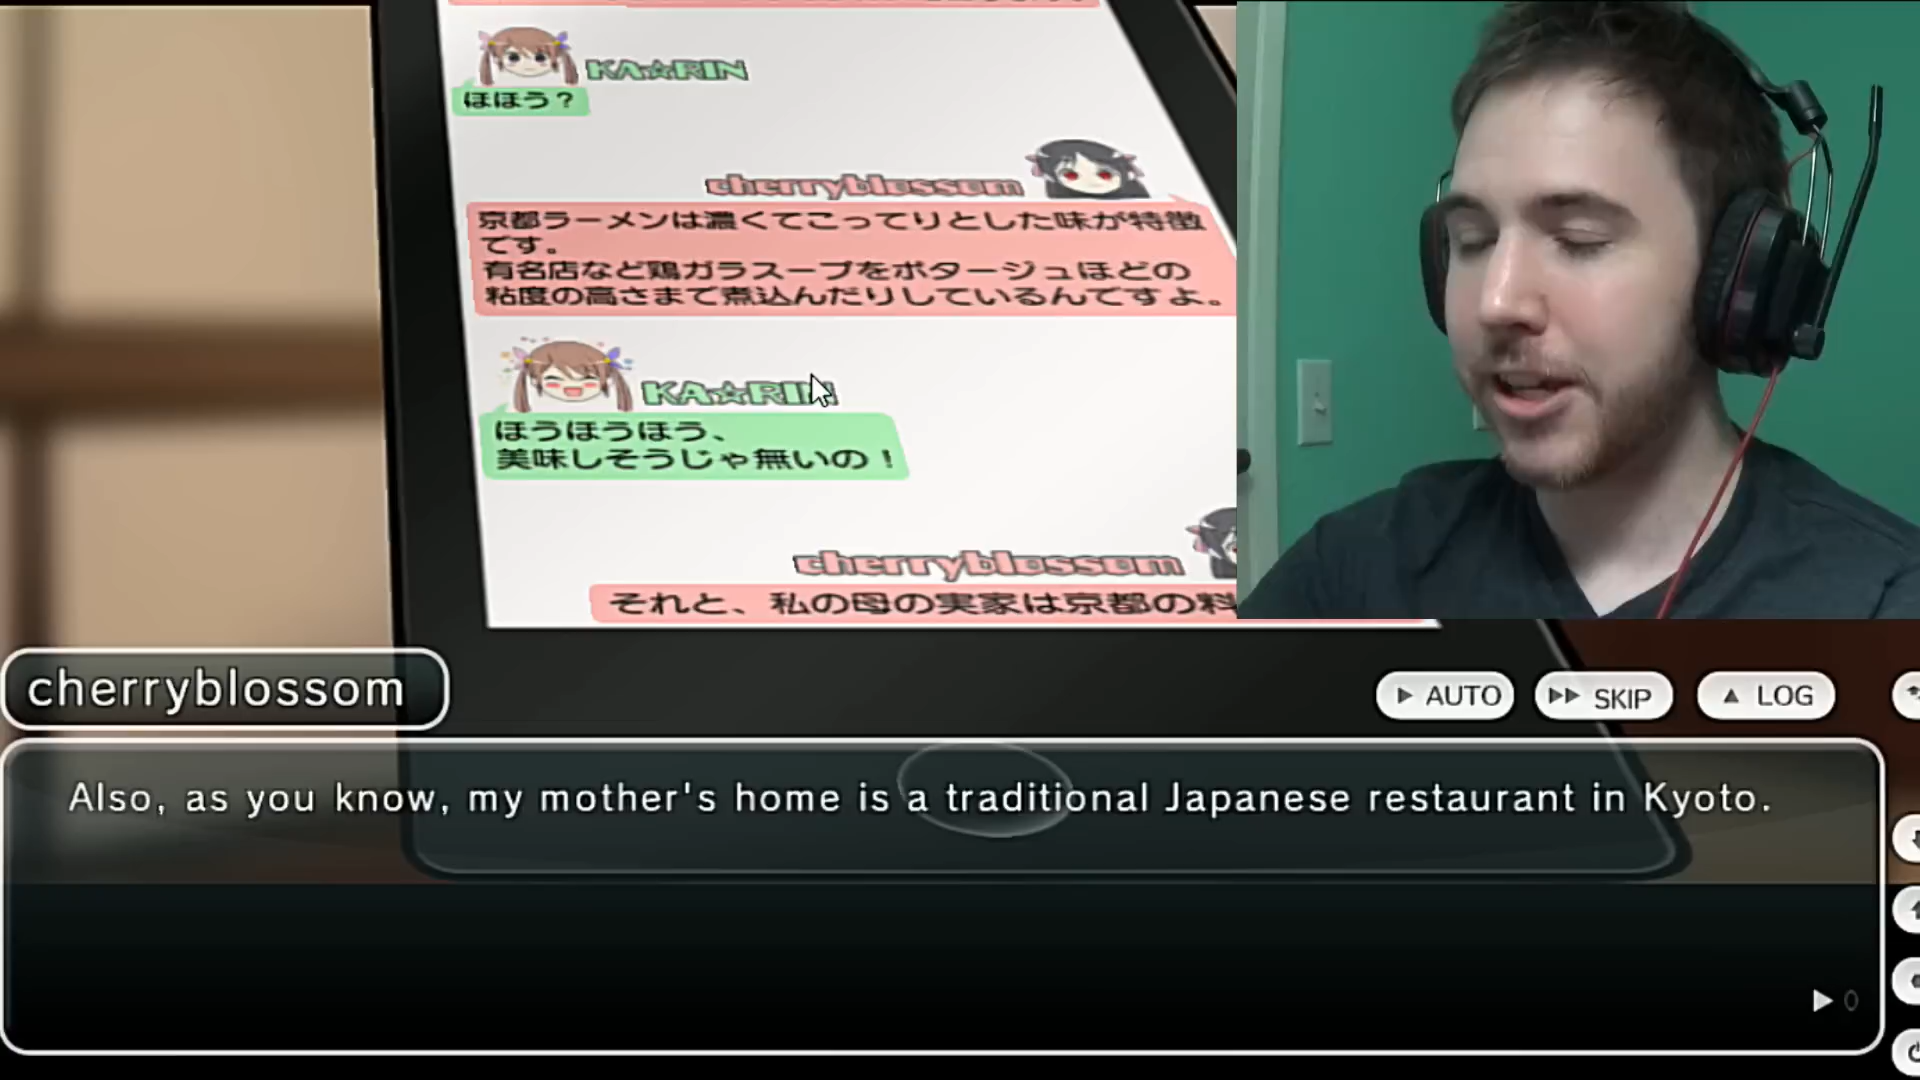 KA☆RIN
ほほう？
cherryblossom
京都ラーメンは濃くてこってりとした味が特徴
です。
有名店など鶏ガラスープをポタージュほどの
粘度の高さまで煮込んだりしているんですよ。
KA☆RIN
ほうほうほう、
美味しそうじゃ無いの！
cherryblossom
それと、私の母の実家は京都の料
cherryblossom
AUTO
SKIP
LOG
Also, as you know, my mother's home is a traditional Japanese restaurant in Kyoto.
0